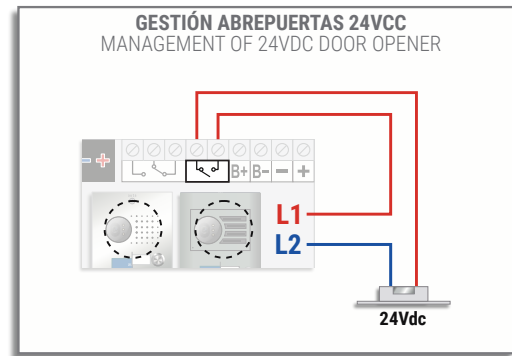 GESTIÓN ABREPUERTAS 24VCC
MANAGEMENT OF 24VDC DOOR OPENER
- + B+ B- - +
L1
L2
24Vdc